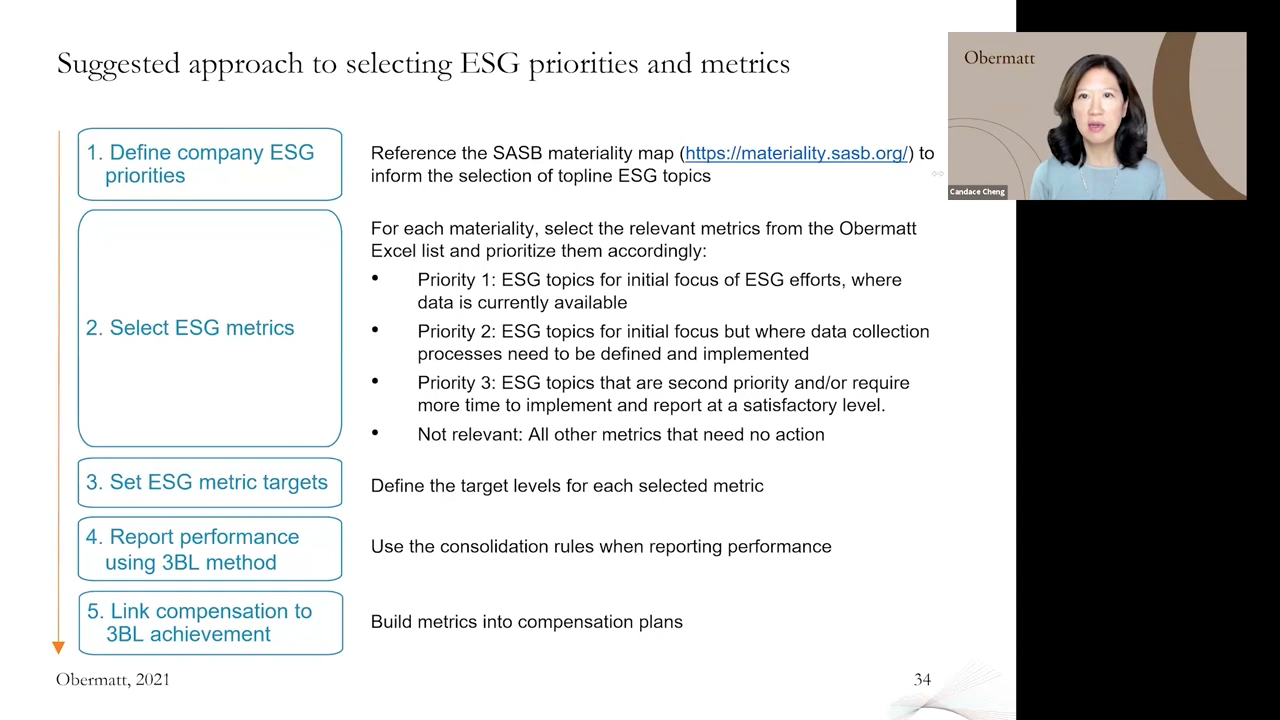 Suggested approach to selecting ESG priorities and metrics
Obermatt
Candace Cheng
1. Define company ESG
priorities
Reference the SASB materiality map (https://materiality.sasb.org/) to
inform the selection of topline ESG topics
2. Select ESG metrics
For each materiality, select the relevant metrics from the Obermatt
Excel list and prioritize them accordingly:
• Priority 1: ESG topics for initial focus of ESG efforts, where
data is currently available
• Priority 2: ESG topics for initial focus but where data collection
processes need to be defined and implemented
• Priority 3: ESG topics that are second priority and/or require
more time to implement and report at a satisfactory level.
• Not relevant: All other metrics that need no action
3. Set ESG metric targets
Define the target levels for each selected metric
4. Report performance
using 3BL method
Use the consolidation rules when reporting performance
5. Link compensation to
3BL achievement
Build metrics into compensation plans
Obermatt, 2021
34